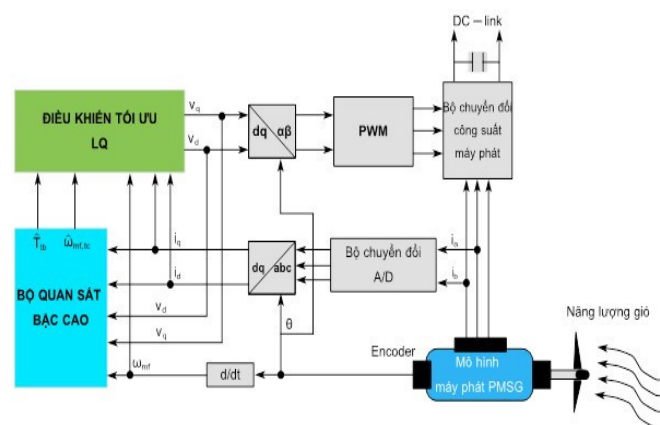 DC – link
ĐIỀU KHIỂN TỐI ƯU
LQ
v_q
v_d
dq
αβ
PWM
Bộ chuyển đổi
công suất
máy phát
T̂_tb
ω̂_mf,tc
BỘ QUAN SÁT
BẬC CAO
i_q
i_d
v_d
v_q
ω_mf
dq
abc
Bộ chuyển đổi
A/D
i_a
i_b
θ
d/dt
Encoder
Mô hình
máy phát PMSG
Năng lượng gió